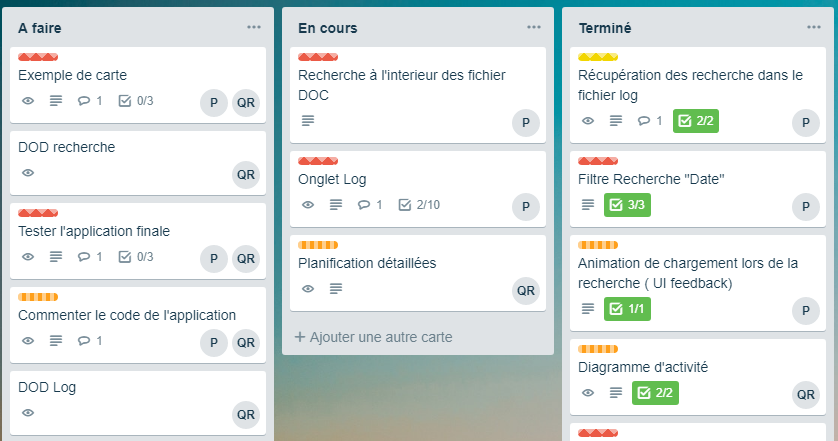 A faire
Exemple de carte
1 0/3 P QR
DOD recherche
QR
Tester l'application finale
1 0/3 P QR
Commenter le code de l'application
1 P QR
DOD Log
QR
En cours
Recherche à l'interieur des fichier
DOC
P
Onglet Log
1 2/10 P
Planification détaillées
QR
+ Ajouter une autre carte
Terminé
Récupération des recherche dans le
fichier log
1 2/2 P
Filtre Recherche "Date"
3/3 P
Animation de chargement lors de la
recherche ( UI feedback)
1/1 P
Diagramme d'activité
2/2 QR